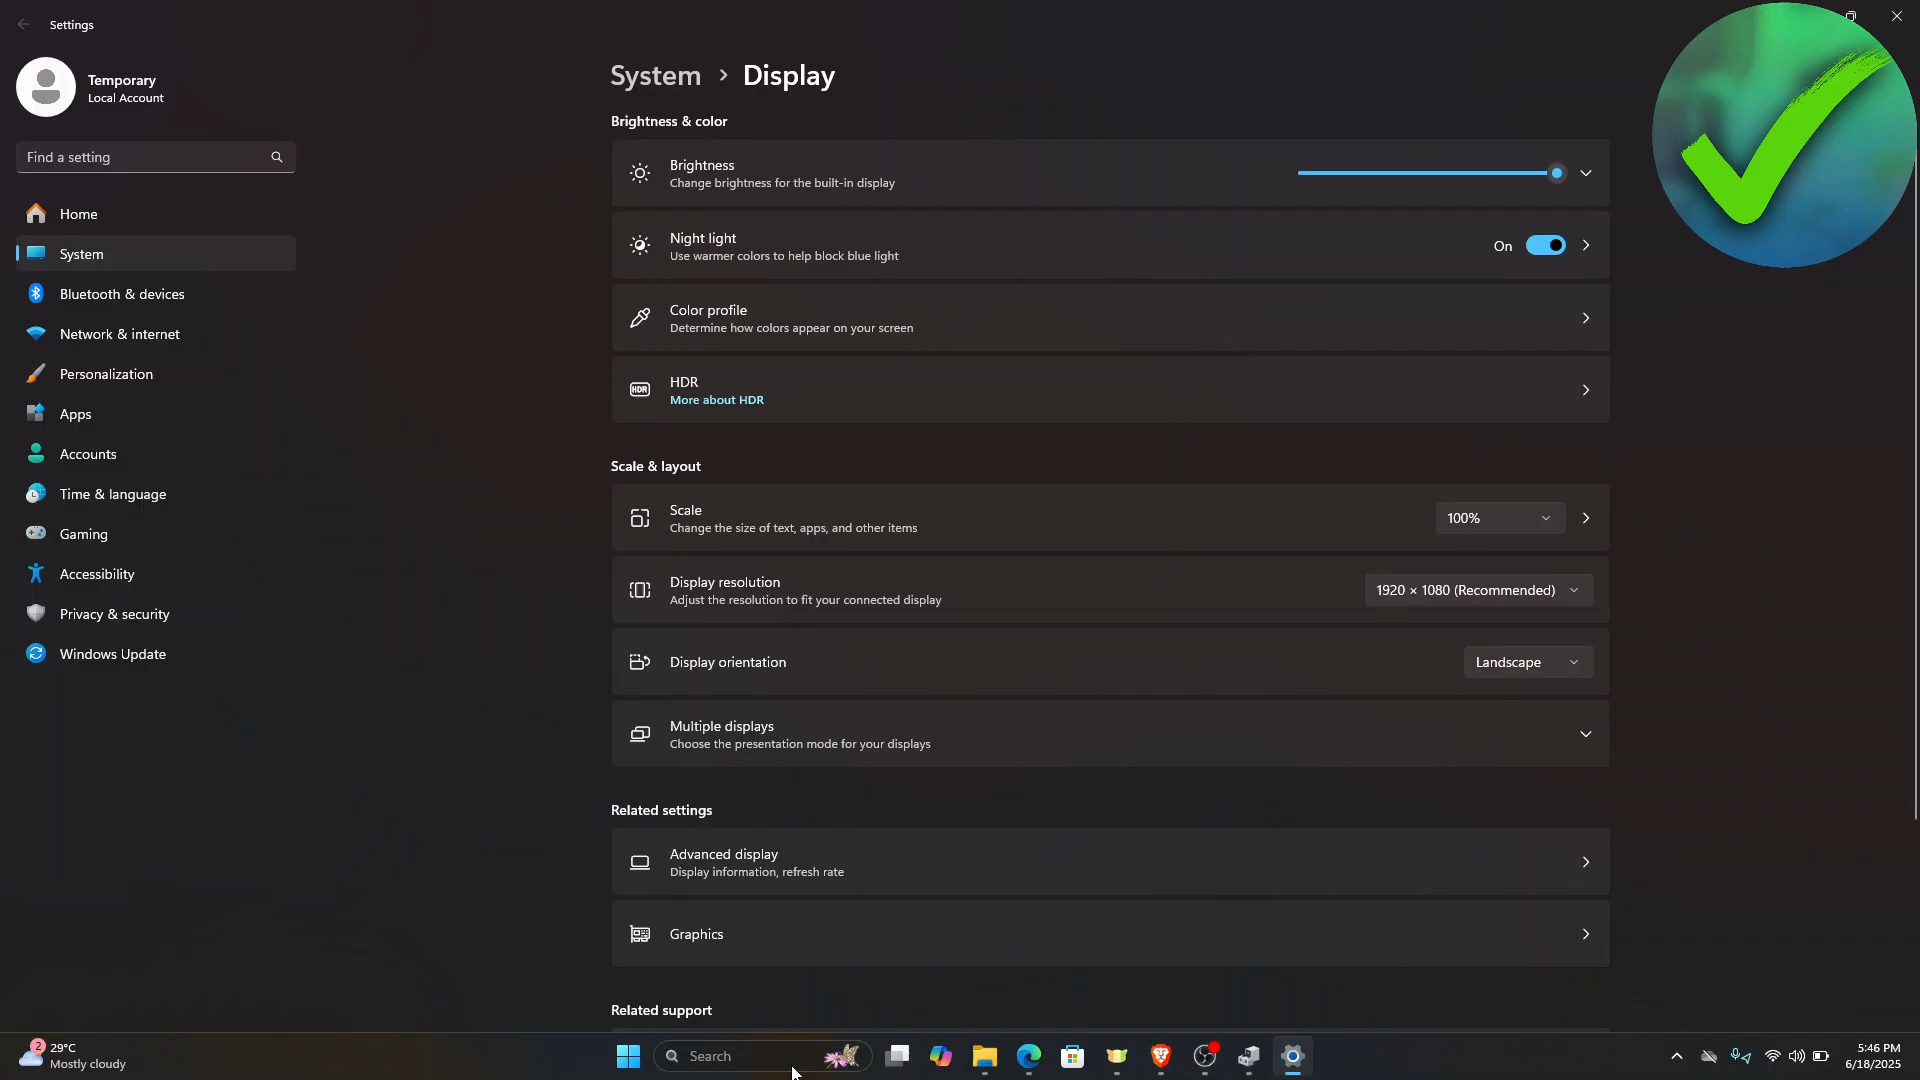 Settings
Temporary
Local Account
Find a setting
Home
System
Bluetooth & devices
Network & internet
Personalization
Apps
Accounts
Time & language
Gaming
Accessibility
Privacy & security
Windows Update
System > Display
Brightness & color
Brightness
Change brightness for the built-in display
Night light
Use warmer colors to help block blue light
On
Color profile
Determine how colors appear on your screen
HDR
HDR
More about HDR
Scale & layout
Scale
Change the size of text, apps, and other items
100%
Display resolution
Adjust the resolution to fit your connected display
1920 × 1080 (Recommended)
Display orientation
Landscape
Multiple displays
Choose the presentation mode for your displays
Related settings
Advanced display
Display information, refresh rate
Graphics
Related support
2
29°C
Mostly cloudy
Search
5:46 PM
6/18/2025